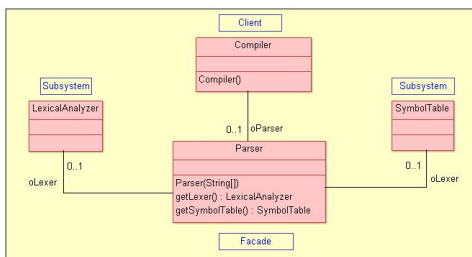 Client
Compiler
Compiler()
Subsystem
LexicalAnalyzer
Subsystem
SymbolTable
0..1 oParser
Parser
Parser(String[])
getLexer() : LexicalAnalyzer
getSymbolTable() : SymbolTable
0..1
oLexer
0..1
oLexer
Facade